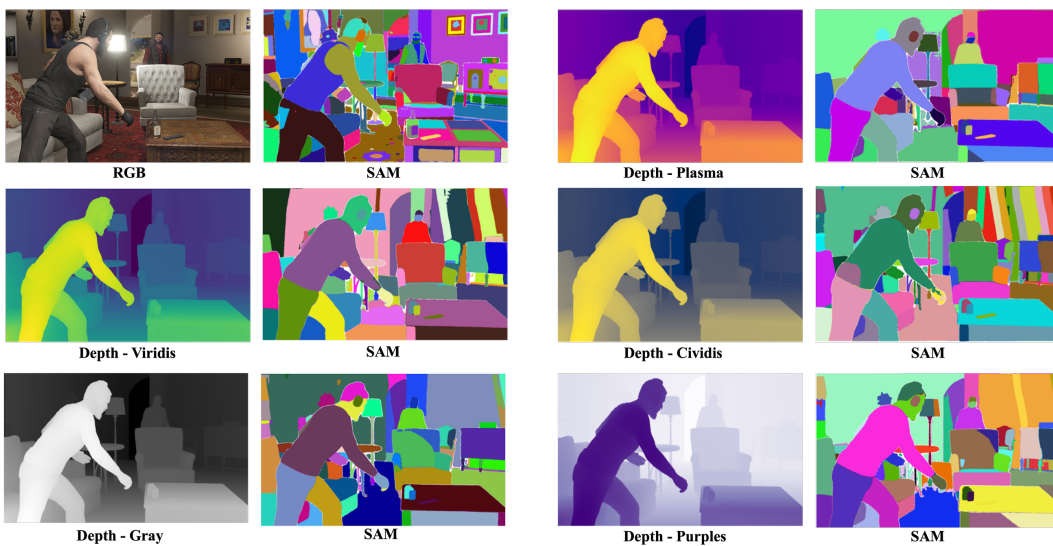 RGB
SAM
Depth - Plasma
SAM
Depth - Viridis
SAM
Depth - Cividis
SAM
Depth - Gray
SAM
Depth - Purples
SAM